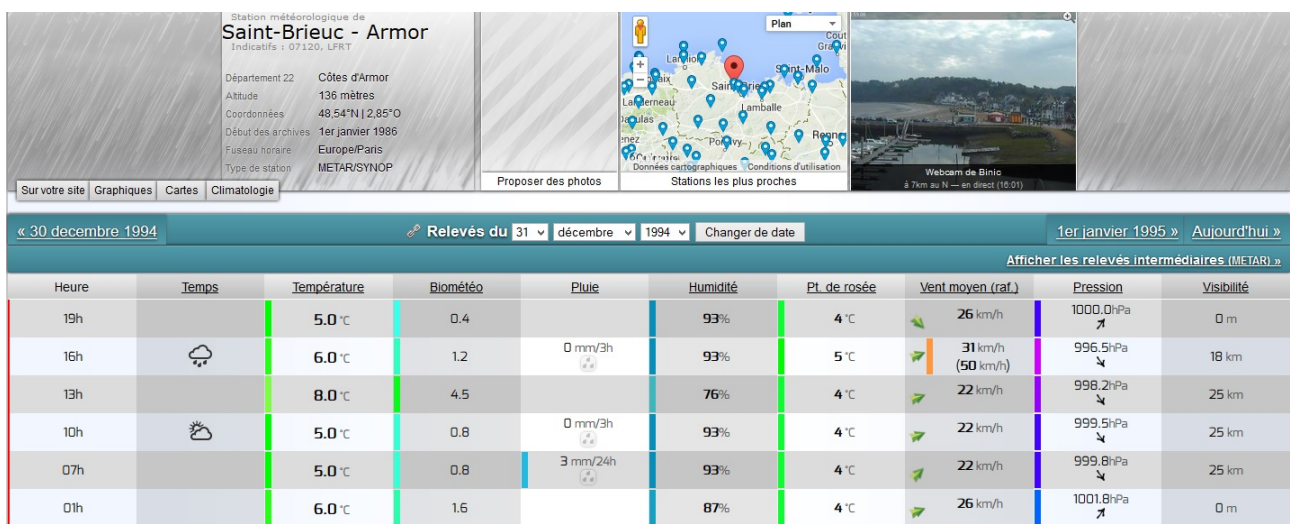 Station météorologique de
Saint-Brieuc - Armor
Indicatifs : 07120, LFRT
Département 22 Côtes d'Armor
Altitude 136 mètres
Coordonnées 48,54°N | 2,85°O
Début des archives 1er janvier 1986
Fuseau horaire Europe/Paris
Type de station METAR/SYNOP
Sur votre site Graphiques Cartes Climatologie
Proposer des photos
Plan
Lannion
Saint-Malo
Landerneau
Lamballe
Données cartographiques Conditions d'utilisation
Stations les plus proches
Webcam de Binic
à 7km au N — en direct (16:01)
« 30 decembre 1994 Relevés du 31 décembre 1994 Changer de date 1er janvier 1995 » Aujourd'hui »
Afficher les relevés intermédiaires (METAR) »
Heure Temps Température Biométéo Pluie Humidité Pt. de rosée Vent moyen (raf.) Pression Visibilité
19h 5.0 °C 0.4 93% 4 °C 26 km/h 1000.0hPa 0 m
16h 6.0 °C 1.2 0 mm/3h 93% 5 °C 31 km/h (50 km/h) 996.5hPa 18 km
13h 8.0 °C 4.5 76% 4 °C 22 km/h 998.2hPa 25 km
10h 5.0 °C 0.8 0 mm/3h 93% 4 °C 22 km/h 999.5hPa 25 km
07h 5.0 °C 0.8 3 mm/24h 93% 4 °C 22 km/h 999.8hPa 25 km
01h 6.0 °C 1.6 87% 4 °C 26 km/h 1001.8hPa 0 m